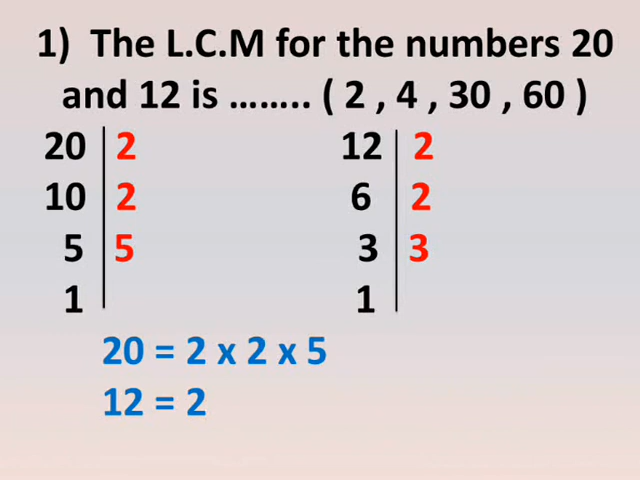 1) The L.C.M for the numbers 20
and 12 is …….. ( 2 , 4 , 30 , 60 )
20 2 12 2
10 2 6 2
5 5 3 3
1 1
20 = 2 x 2 x 5
12 = 2